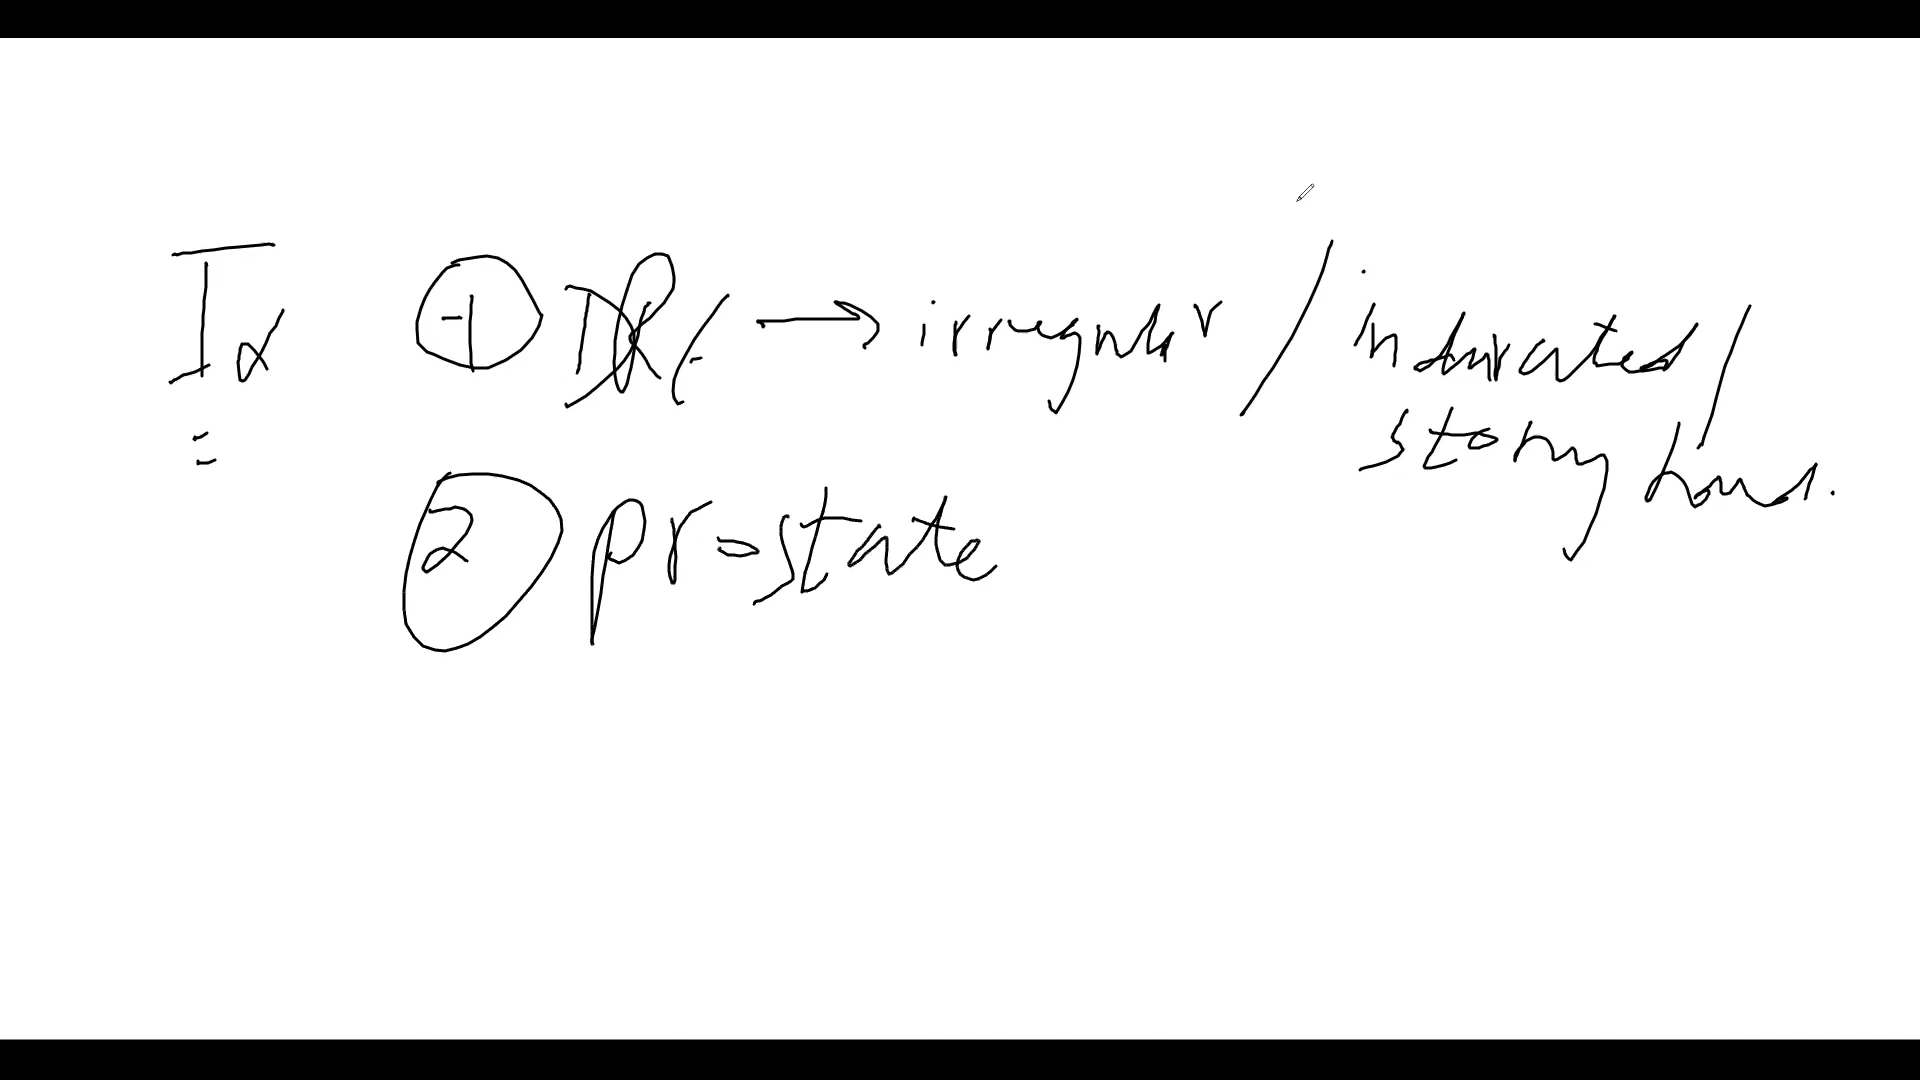 Ix ① DRE → irregular / indurated /
stony hard.
② prostate